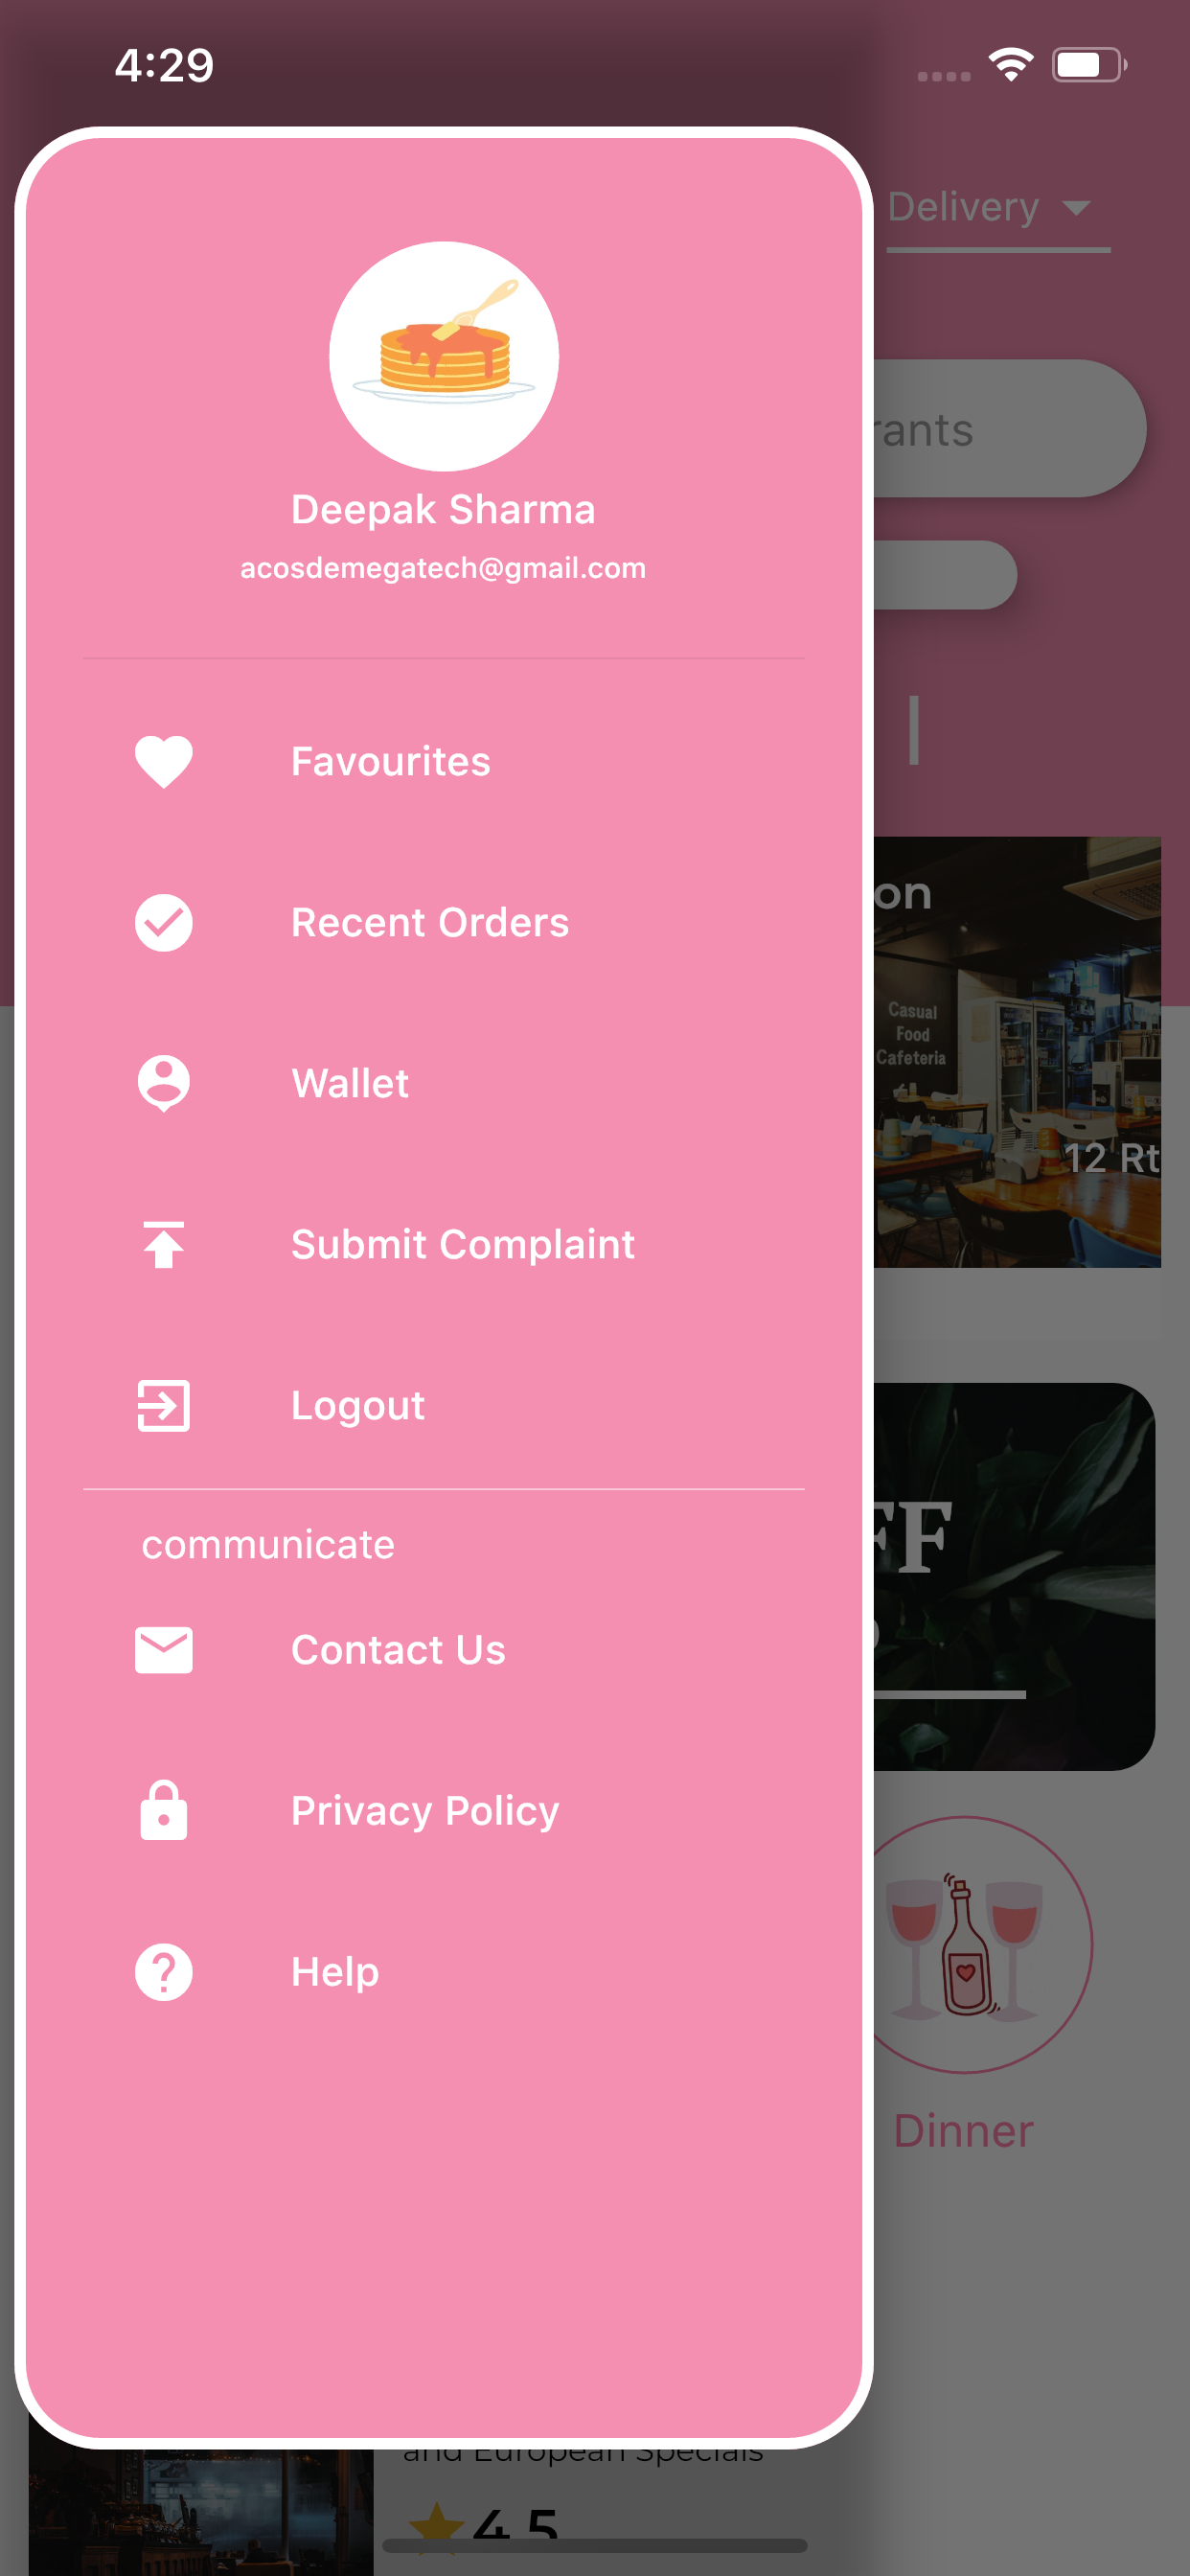 4:29
Delivery
rants
Deepak Sharma
acosdemegatech@gmail.com
Favourites
on
Recent Orders
Casual
Food
Cafeteria
Wallet
12 Rt
Submit Complaint
Logout
FF
communicate
Contact Us
Privacy Policy
Help
Dinner
and European Specials
4.5